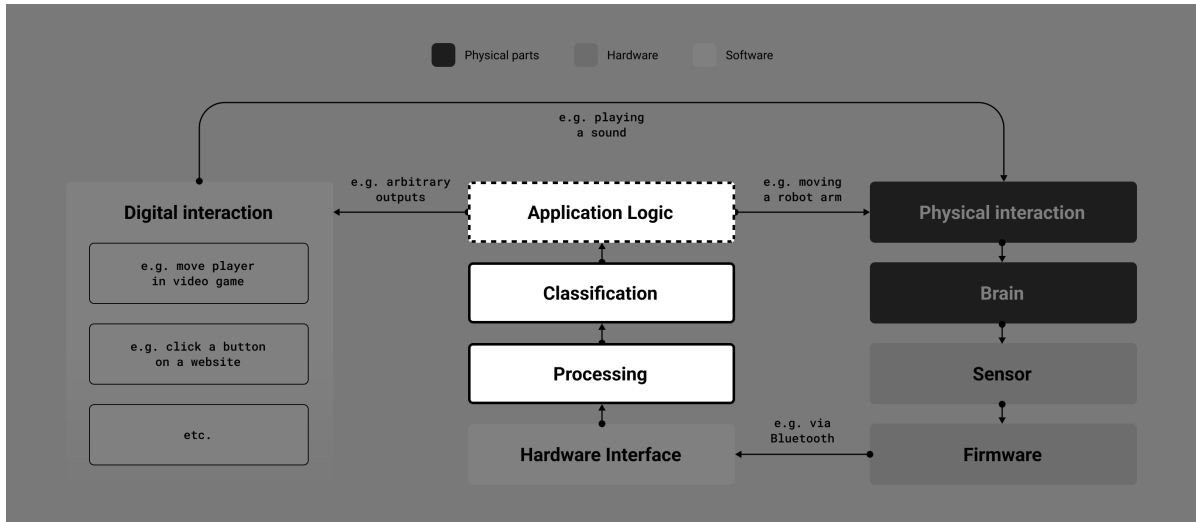 Physical parts
Hardware
Software
e.g. playing
a sound
e.g. arbitrary
outputs
e.g. moving
a robot arm
Digital interaction
Application Logic
Physical interaction
e.g. move player
in video game
Classification
Brain
e.g. click a button
on a website
Processing
Sensor
etc.
e.g. via
Bluetooth
Hardware Interface
Firmware